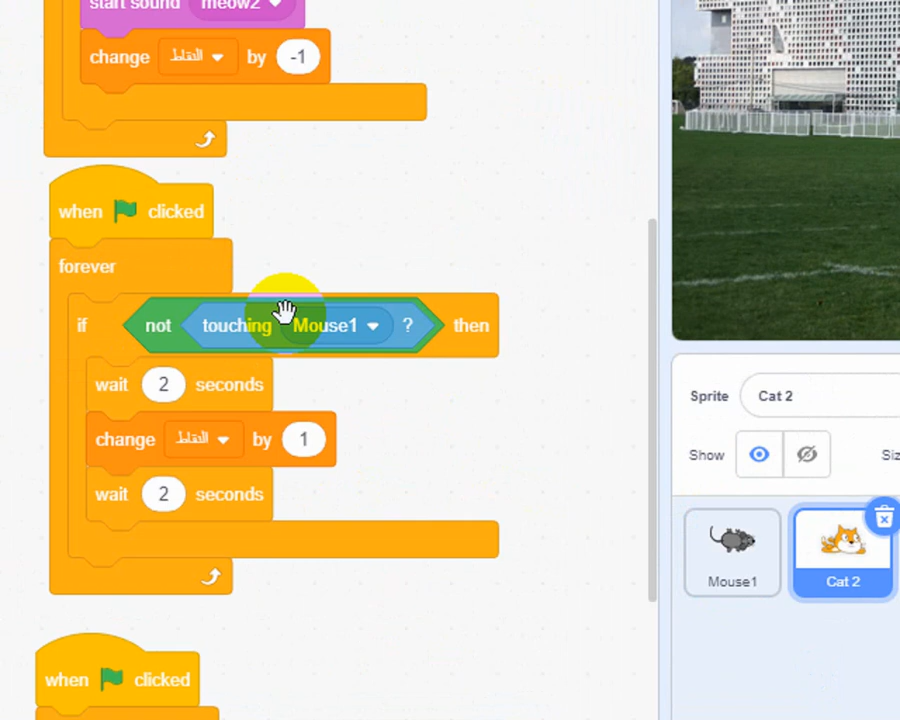 start sound meow2
change النقاط by -1
when clicked
forever
if not touching Mouse1 ? then
wait 2 seconds
change النقاط by 1
wait 2 seconds
when clicked
Sprite Cat 2
Show Siz
Mouse1 Cat 2